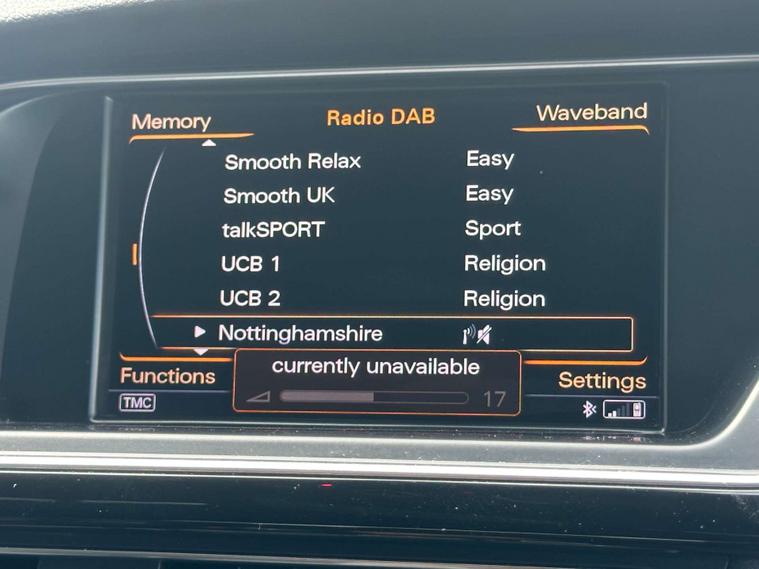 Memory Radio DAB Waveband
Smooth Relax Easy
Smooth UK Easy
talkSPORT Sport
UCB 1 Religion
UCB 2 Religion
Nottinghamshire
currently unavailable
Functions Settings
TMC 17